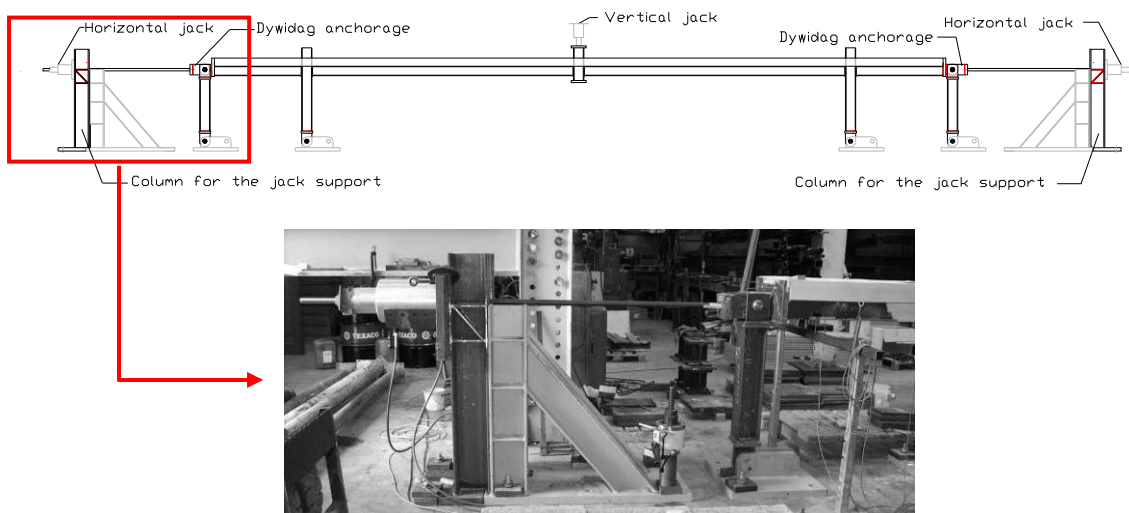 Vertical jack
Horizontal jack
Dywidag anchorage
Dywidag anchorage
Horizontal jack
Column for the jack support
Column for the jack support
TEXACO
TEXACO